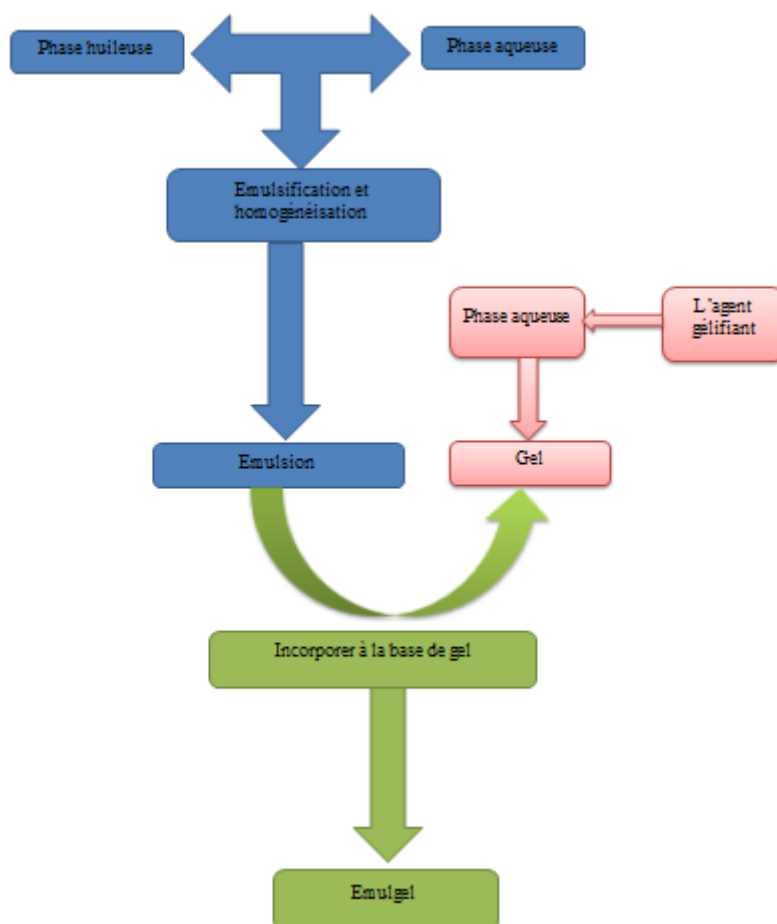 Phase huileuse
Phase aqueuse
Emulsification et
homogénéisation
Phase aqueuse
L'agent
gélifiant
Emulsion
Gel
Incorporer à la base de gel
Emulgel